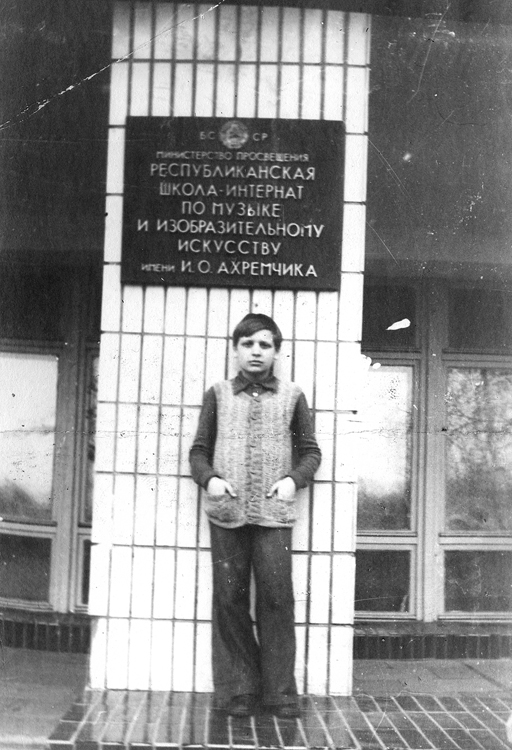 БССР
МИНИСТЕРСТВО ПРОСВЕЩЕНИЯ
РЕСПУБЛИКАНСКАЯ
ШКОЛА-ИНТЕРНАТ
ПО МУЗЫКЕ
И ИЗОБРАЗИТЕЛЬНОМУ
ИСКУССТВУ
ИМЕНИ И. О. АХРЕМЧИКА